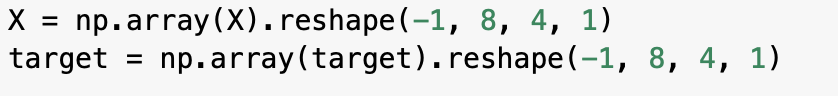 X = np.array(X).reshape(-1, 8, 4, 1)
target = np.array(target).reshape(-1, 8, 4, 1)